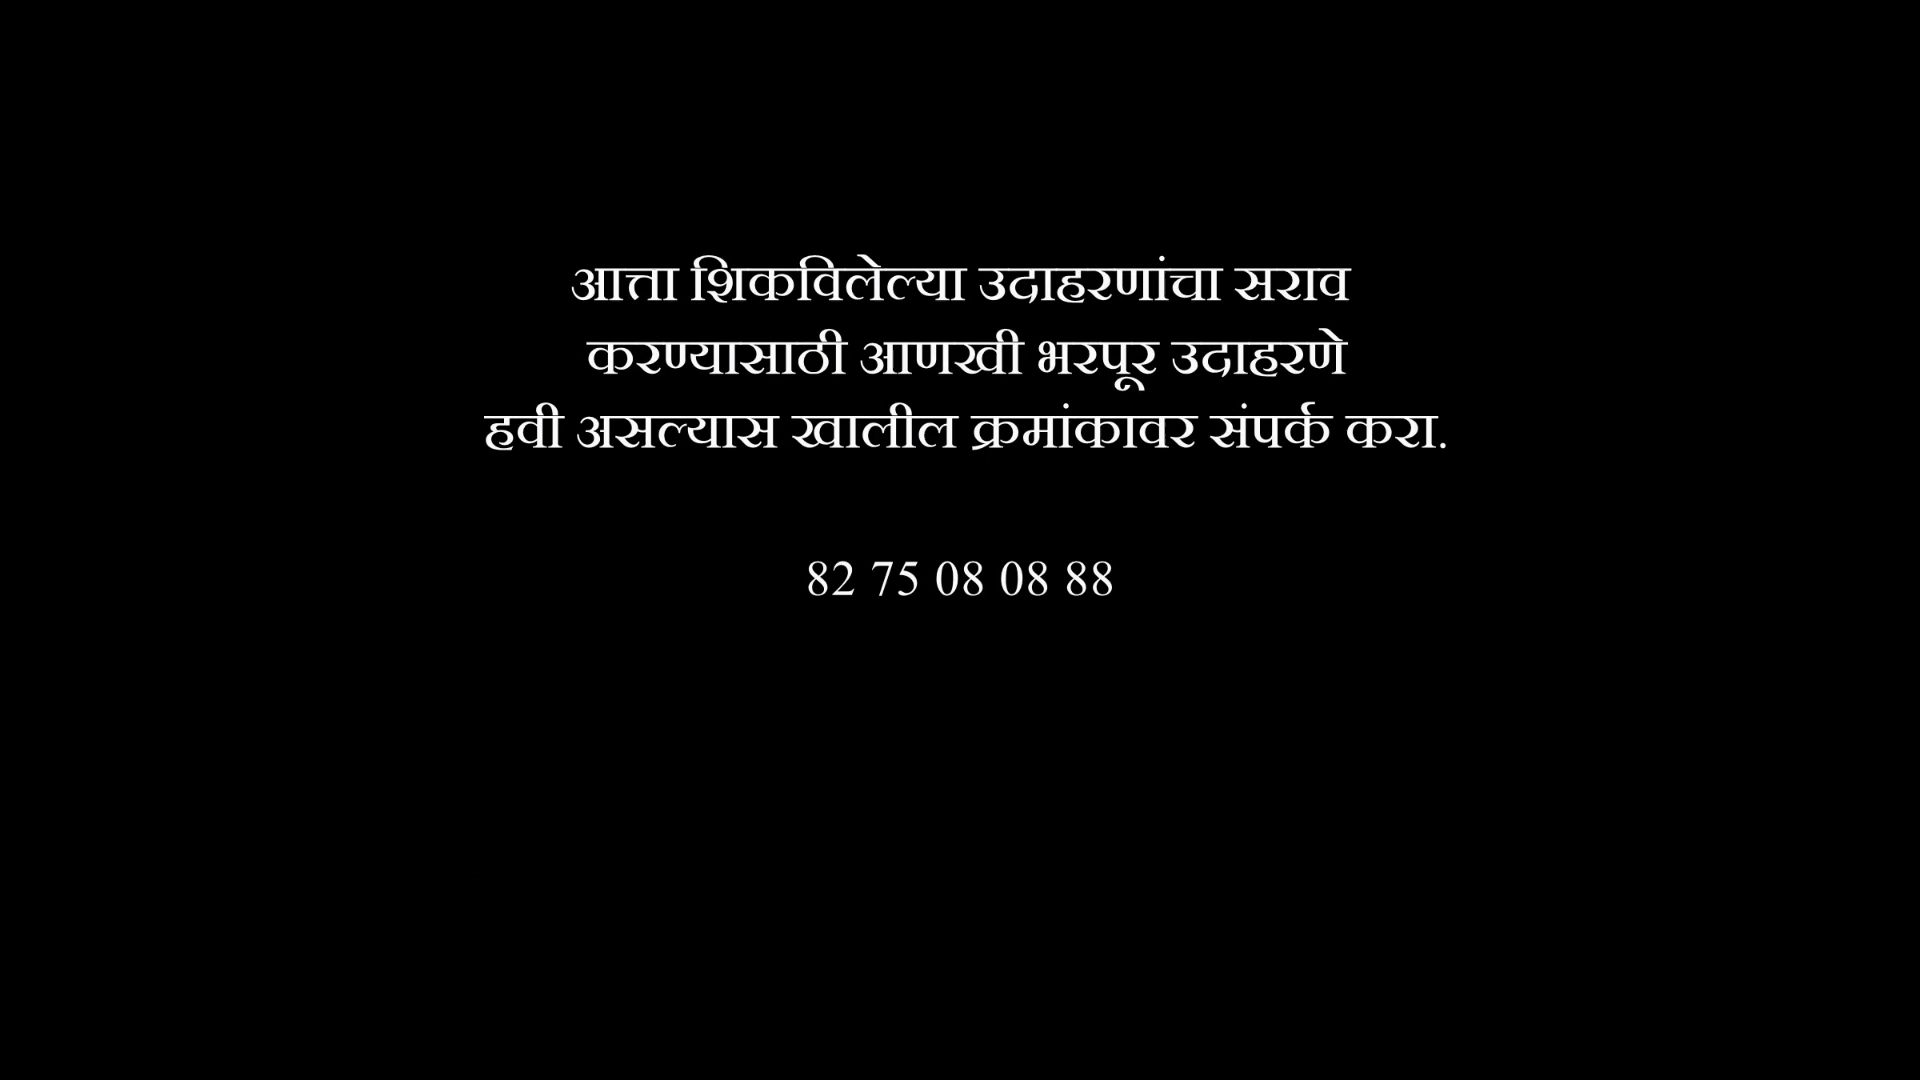 आत्ता शिकविलेल्या उदाहरणांचा सराव
करण्यासाठी आणखी भरपूर उदाहरणे
हवी असल्यास खालील क्रमांकावर संपर्क करा.
82 75 08 08 88